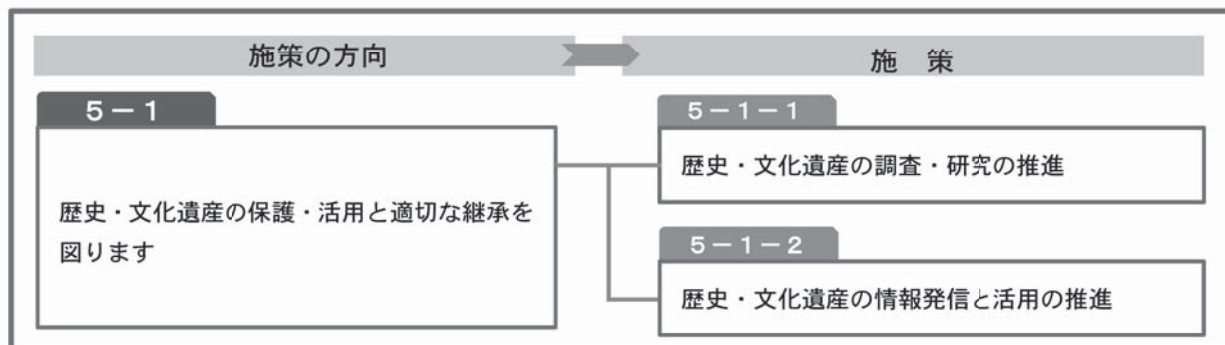 施策の方向
施　策
5－1
歴史・文化遺産の保護・活用と適切な継承を
図ります
5－1－1
歴史・文化遺産の調査・研究の推進
5－1－2
歴史・文化遺産の情報発信と活用の推進